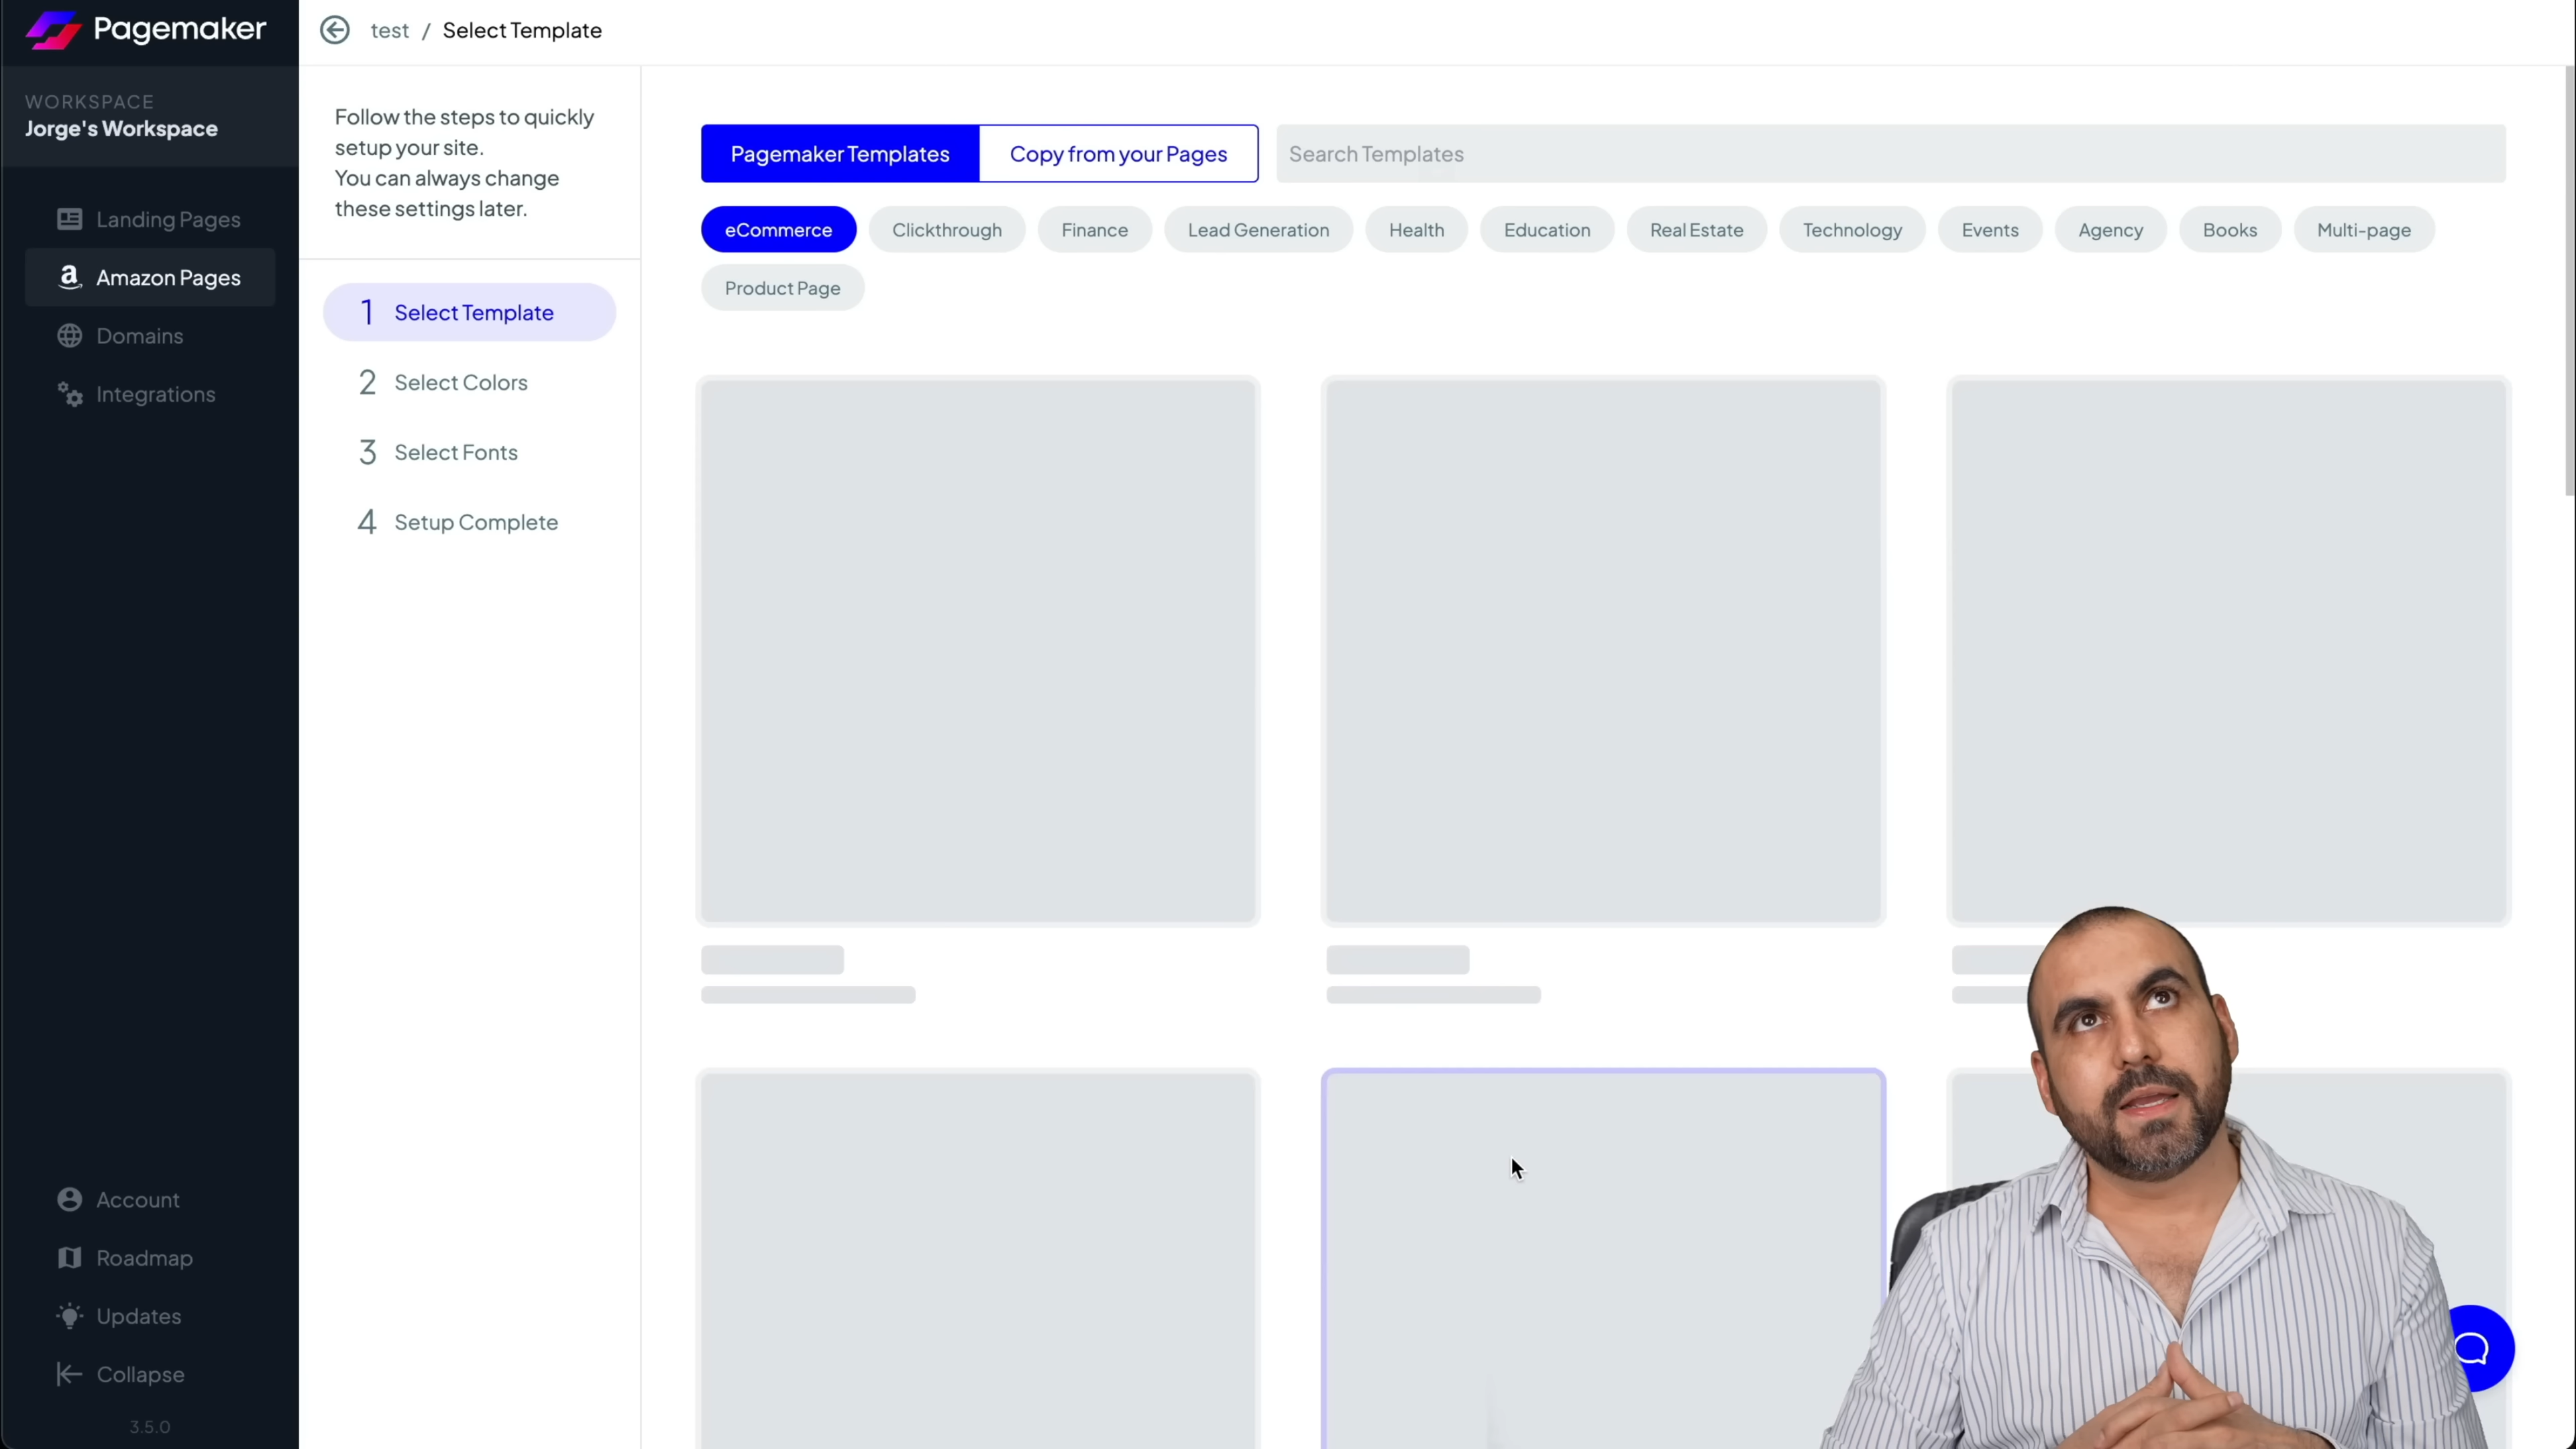 Pagemaker
test / Select Template
WORKSPACE
Jorge's Workspace
Landing Pages
Amazon Pages
Domains
Integrations
Account
Roadmap
Updates
Collapse
3.5.0
Follow the steps to quickly
setup your site.
You can always change
these settings later.
1 Select Template
2 Select Colors
3 Select Fonts
4 Setup Complete
Pagemaker Templates Copy from your Pages Search Templates
eCommerce Clickthrough Finance Lead Generation Health Education Real Estate Technology Events Agency Books Multi-page
Product Page